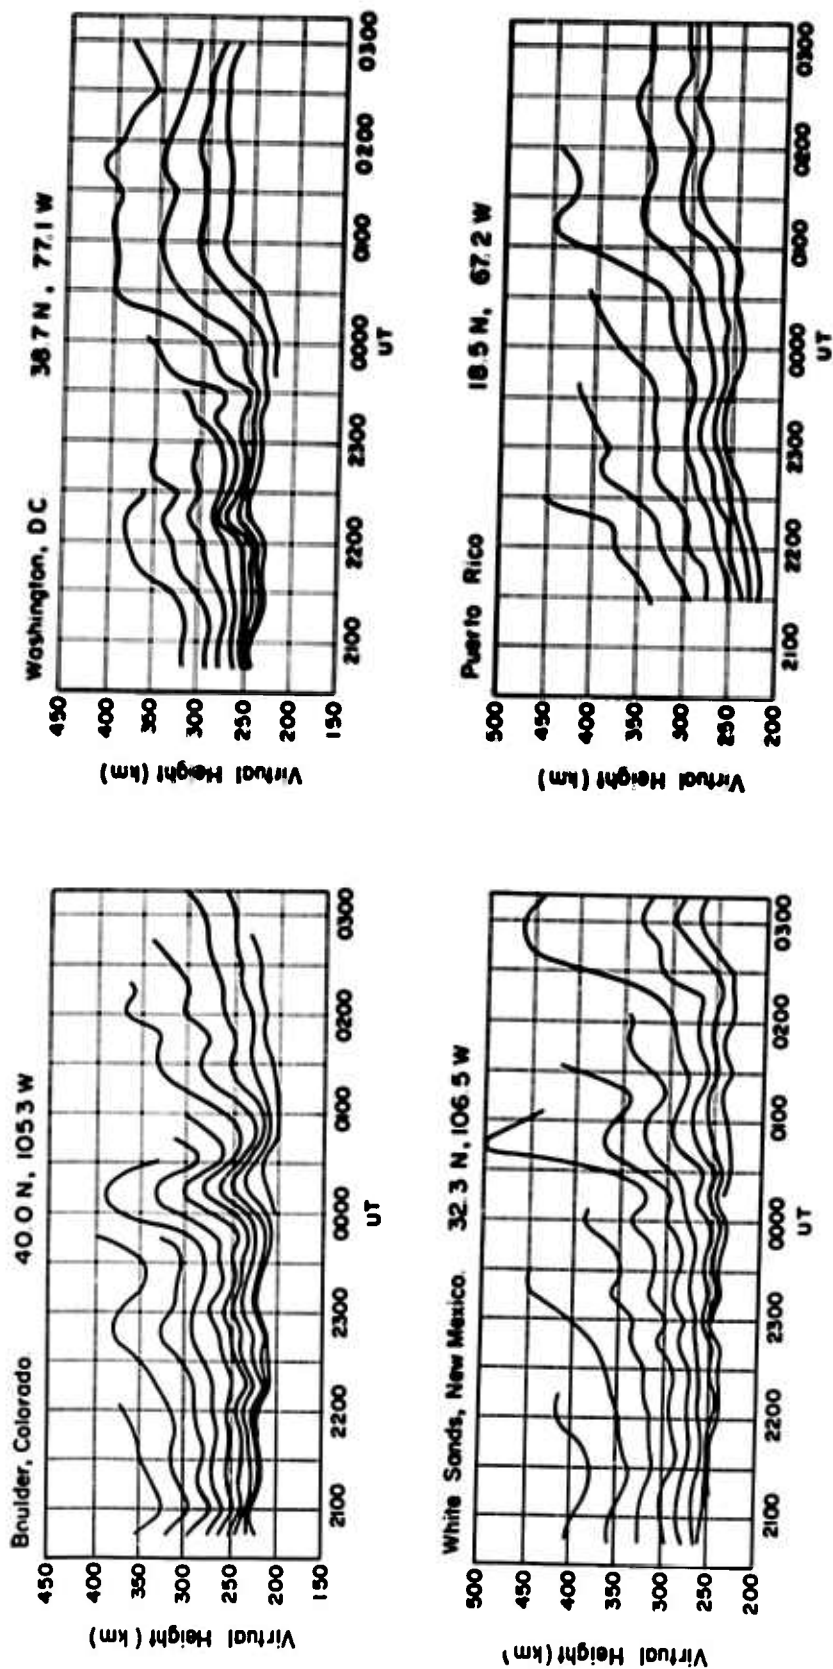 Bnulder, Colorado 40.0 N, 105 3 W
Virtual Height (km)
450
400
350
300
250
200
150
2100 2200 2300 0000 0100 0200 0300
UT
Washington, DC 38.7 N, 77.1 W
Virtual Height (km)
450
400
350
300
250
200
150
2100 2200 2300 0000 0100 0200 0300
UT
White Sands, New Mexico. 32.3 N, 106 5 W
Virtual Height (km'
500
450
400
350
300
250
200
2100 2200 2300 0000 0100 0200 0300
UT
Puerto Rico 18.5 N, 67.2 W
Virtual Height (km)
500
450
400
350
300
250
200
2100 2200 2300 0000 0100 0200 0300
UT